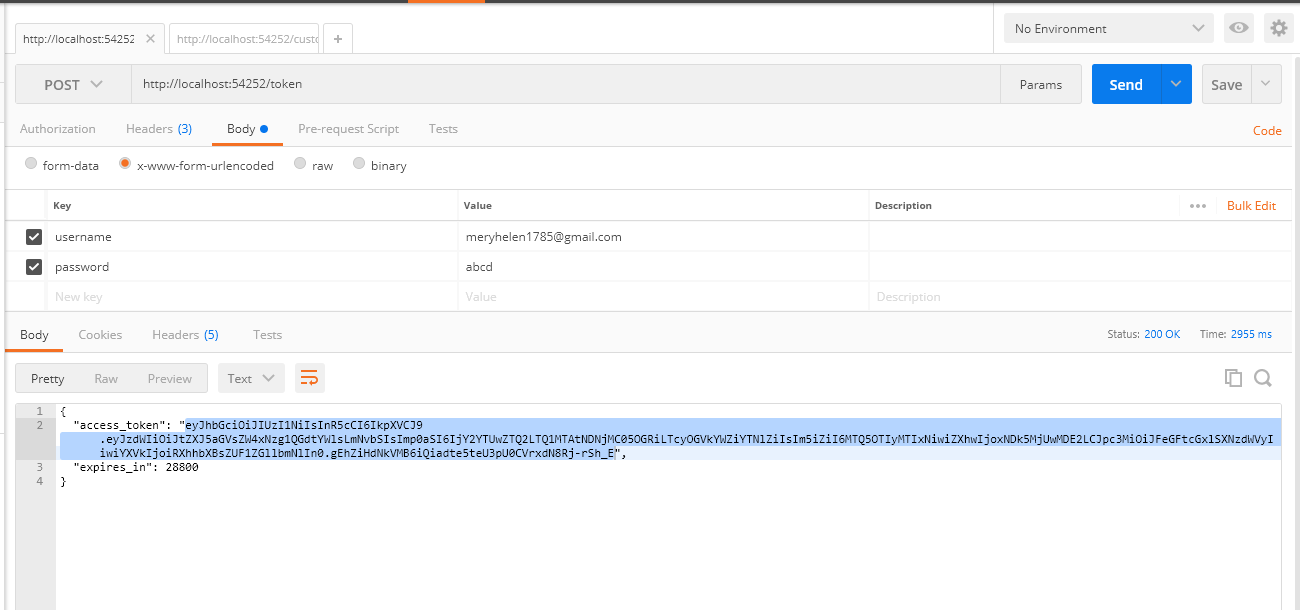 http://localhost:54252 × http://localhost:54252/custo + No Environment
POST http://localhost:54252/token Params Send Save
Authorization Headers (3) Body Pre-request Script Tests Code
form-data x-www-form-urlencoded raw binary
Key Value Description ••• Bulk Edit
username meryhelen1785@gmail.com
password abcd
New key Value Description
Body Cookies Headers (5) Tests Status: 200 OK Time: 2955 ms
Pretty Raw Preview Text
1 {
2 "access_token": "eyJhbGciOiJIUzI1NiIsInR5cCI6IkpXVCJ9
.eyJzdWIiOiJtZXJ5aGVsZW4xNzg1QGdtYWlsLmNvbSIsImp0aSI6IjY2YTUwZTQ2LTQ1MTAtNDNjMC05OGRiLTcyOGVkYWZiYTNlZiIsIm5iZiI6MTQ5OTIyMTIxNiwiZXhwIjoxNDk5MjUwMDE2LCJpc3MiOiJFeGFtcGxlSXNzdWVyI
iwiYXVkIjoiRXhhbXBsZUF1ZGllbmNlIn0.gEhZiHdNkVMB6iQiadte5teU3pU0CVrxdN8Rj-rSh_E",
3 "expires_in": 28800
4 }